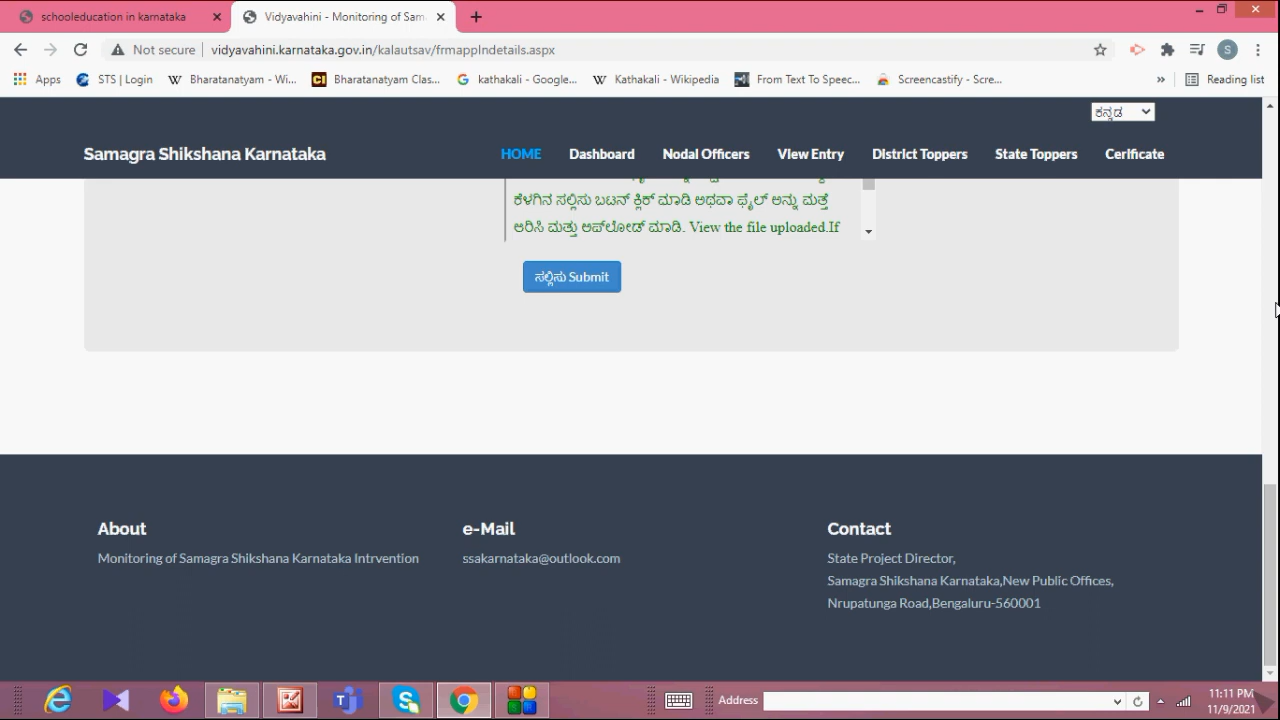 schooleducation in karnataka
Vidyavahini - Monitoring of Sam
Not secure
vidyavahini.karnataka.gov.in/kalautsav/frmapplndetails.aspx
Apps
STS | Login
Bharatanatyam - Wi...
Bharatanatyam Clas...
kathakali - Google...
Kathakali - Wikipedia
From Text To Speec...
Screencastify - Scre...
»
Reading list
ಕನ್ನಡ
Samagra Shikshana Karnataka
HOME
Dashboard
Nodal Officers
View Entry
District Toppers
State Toppers
Cerificate
ಕೆಳಗಿನ ಸಲ್ಲಿಸು ಬಟನ್ ಕ್ಲಿಕ್ ಮಾಡಿ ಅಥವಾ ಫೈಲ್ ಅನ್ನು ಮತ್ತೆ
ಆರಿಸಿ ಮತ್ತು ಅಪ್‌ಲೋಡ್ ಮಾಡಿ. View the file uploaded.If
ಸಲ್ಲಿಸು Submit
About
Monitoring of Samagra Shikshana Karnataka Intrvention
e-Mail
ssakarnataka@outlook.com
Contact
State Project Director,
Samagra Shikshana Karnataka,New Public Offices,
Nrupatunga Road,Bengaluru-560001
Address
11:11 PM
11/9/2021